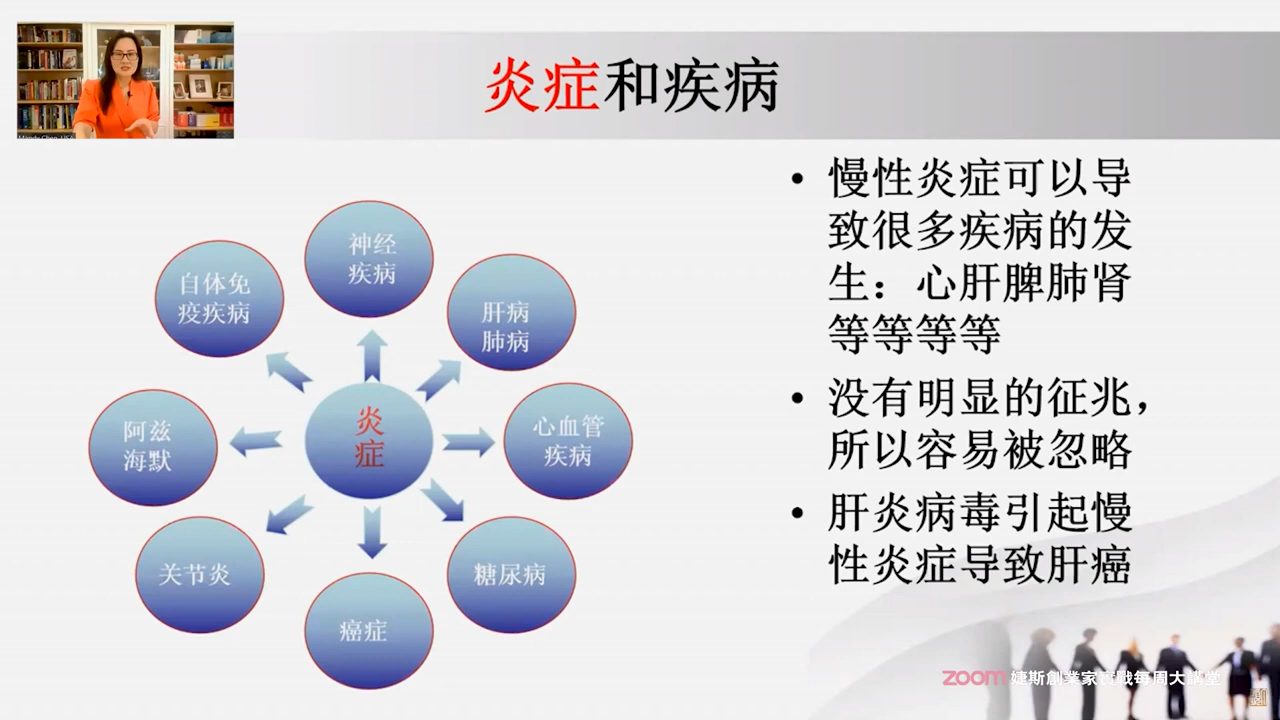 炎症和疾病
神经
疾病
自体免
疫疾病
肝病
肺病
炎
症
阿兹
海默
心血管
疾病
关节炎
糖尿病
癌症
• 慢性炎症可以导
致很多疾病的发
生：心肝脾肺肾
等等等等
• 没有明显的征兆，
所以容易被忽略
• 肝炎病毒引起慢
性炎症导致肝癌
zoom 婕斯創業家實戰每周大講堂